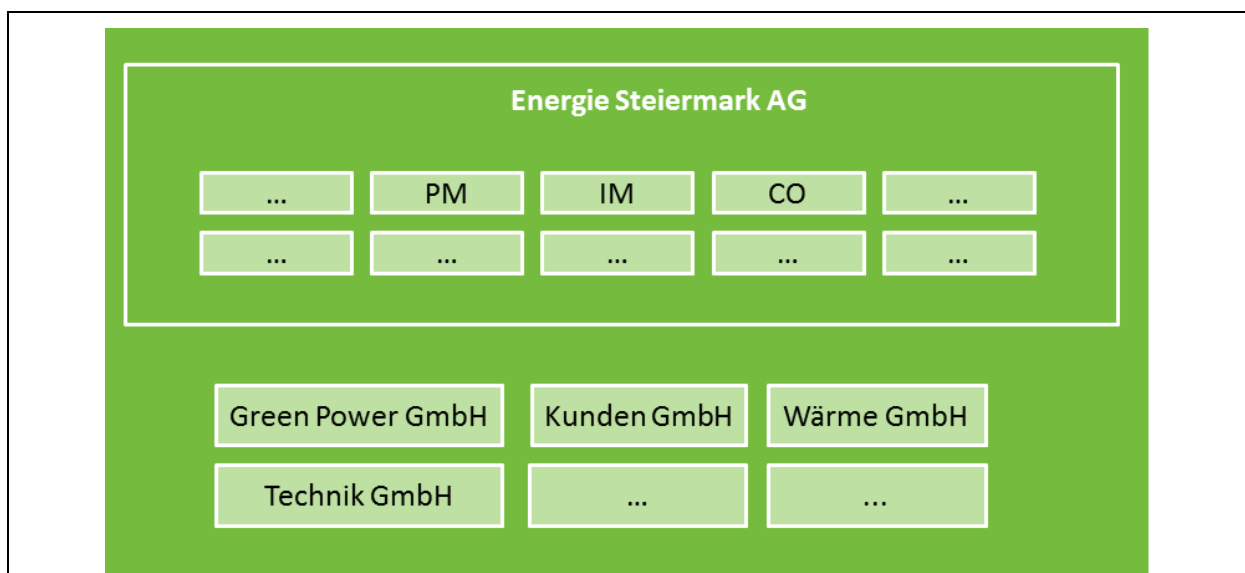 Energie Steiermark AG
... PM IM CO ...
... ... ... ... ...
Green Power GmbH Kunden GmbH Wärme GmbH
Technik GmbH ... ...